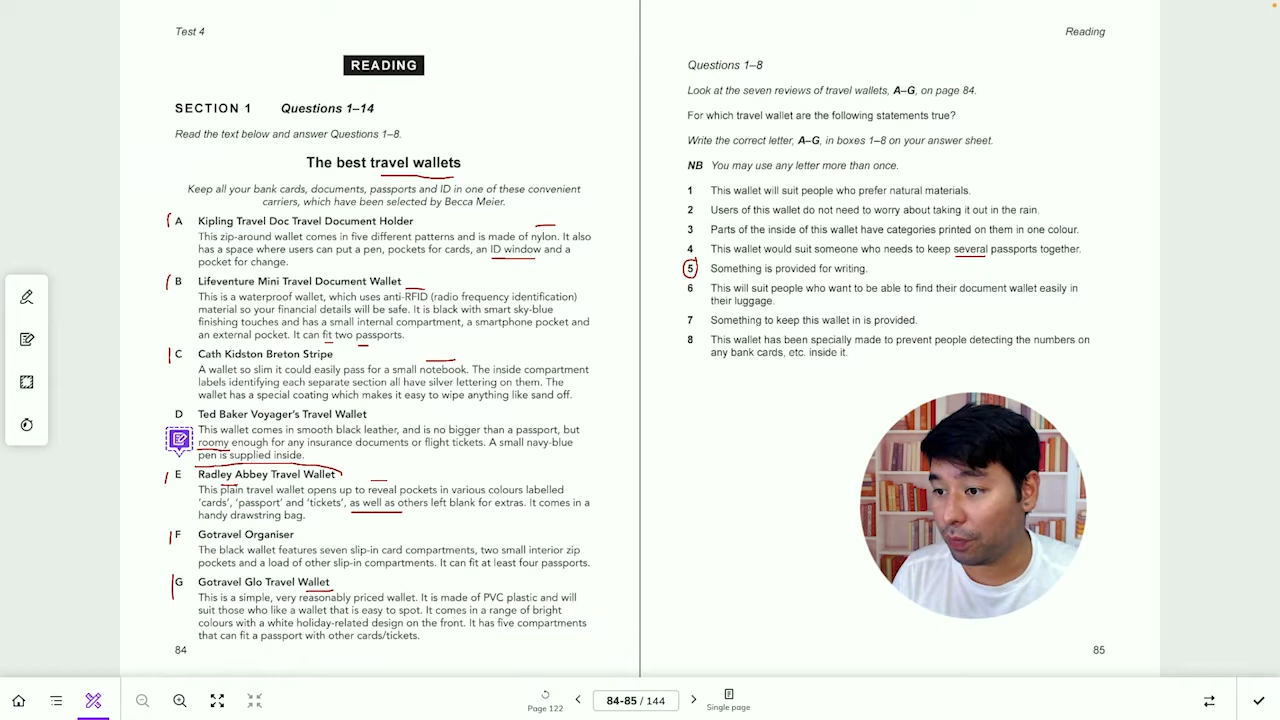 Test 4
READING
SECTION 1 Questions 1–14
Read the text below and answer Questions 1–8.
The best travel wallets
Keep all your bank cards, documents, passports and ID in one of these convenient
carriers, which have been selected by Becca Meier.
A Kipling Travel Doc Travel Document Holder
This zip-around wallet comes in five different patterns and is made of nylon. It also
has a space where users can put a pen, pockets for cards, an ID window and a
pocket for change.
B Lifeventure Mini Travel Document Wallet
This is a waterproof wallet, which uses anti-RFID (radio frequency identification)
material so your financial details will be safe. It is black with smart sky-blue
finishing touches and has a small internal compartment, a smartphone pocket and
an external pocket. It can fit two passports.
C Cath Kidston Breton Stripe
A wallet so slim it could easily pass for a small notebook. The inside compartment
labels identifying each separate section all have silver lettering on them. The
wallet has a special coating which makes it easy to wipe anything like sand off.
D Ted Baker Voyager's Travel Wallet
This wallet comes in smooth black leather, and is no bigger than a passport, but
roomy enough for any insurance documents or flight tickets. A small navy-blue
pen is supplied inside.
E Radley Abbey Travel Wallet
This plain travel wallet opens up to reveal pockets in various colours labelled
'cards', 'passport' and 'tickets', as well as others left blank for extras. It comes in a
handy drawstring bag.
F Gotravel Organiser
The black wallet features seven slip-in card compartments, two small interior zip
pockets and a load of other slip-in compartments. It can fit at least four passports.
G Gotravel Glo Travel Wallet
This is a simple, very reasonably priced wallet. It is made of PVC plastic and will
suit those who like a wallet that is easy to spot. It comes in a range of bright
colours with a white holiday-related design on the front. It has five compartments
that can fit a passport with other cards/tickets.
84
Reading
Questions 1–8
Look at the seven reviews of travel wallets, A–G, on page 84.
For which travel wallet are the following statements true?
Write the correct letter, A–G, in boxes 1–8 on your answer sheet.
NB You may use any letter more than once.
1 This wallet will suit people who prefer natural materials.
2 Users of this wallet do not need to worry about taking it out in the rain.
3 Parts of the inside of this wallet have categories printed on them in one colour.
4 This wallet would suit someone who needs to keep several passports together.
5 Something is provided for writing.
6 This will suit people who want to be able to find their document wallet easily in
their luggage.
7 Something to keep this wallet in is provided.
8 This wallet has been specially made to prevent people detecting the numbers on
any bank cards, etc. inside it.
85
Page 122
84-85 / 144
Single page